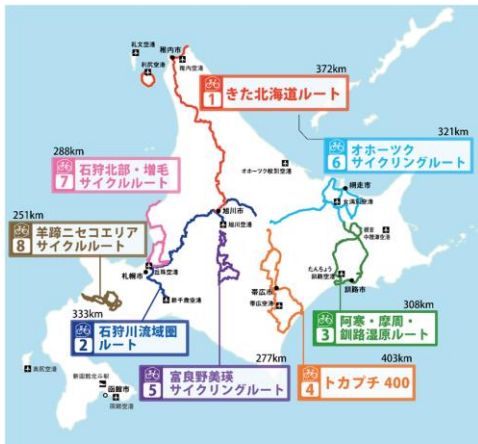 礼文空港
稚内市
利尻空港
稚内空港
372km
1
きた北海道ルート
321km
オホーツク
6
サイクリングルート
288km
石狩北部・増毛
7
サイクルルート
オホーツク紋別空港
網走市
女満別空港
251km
羊蹄ニセコエリア
8
サイクルルート
旭川市
旭川空港
根室
中標津空港
札幌市
丘珠空港
新千歳空港
たんちょう
釧路空港
釧路市
帯広市
帯広空港
333km
石狩川流域圏
2
ルート
308km
阿寒・摩周・
3
釧路湿原ルート
277km
富良野美瑛
5
サイクリングルート
403km
4
トカプチ 400
奥尻空港
新函館北斗駅
函館市
函館空港